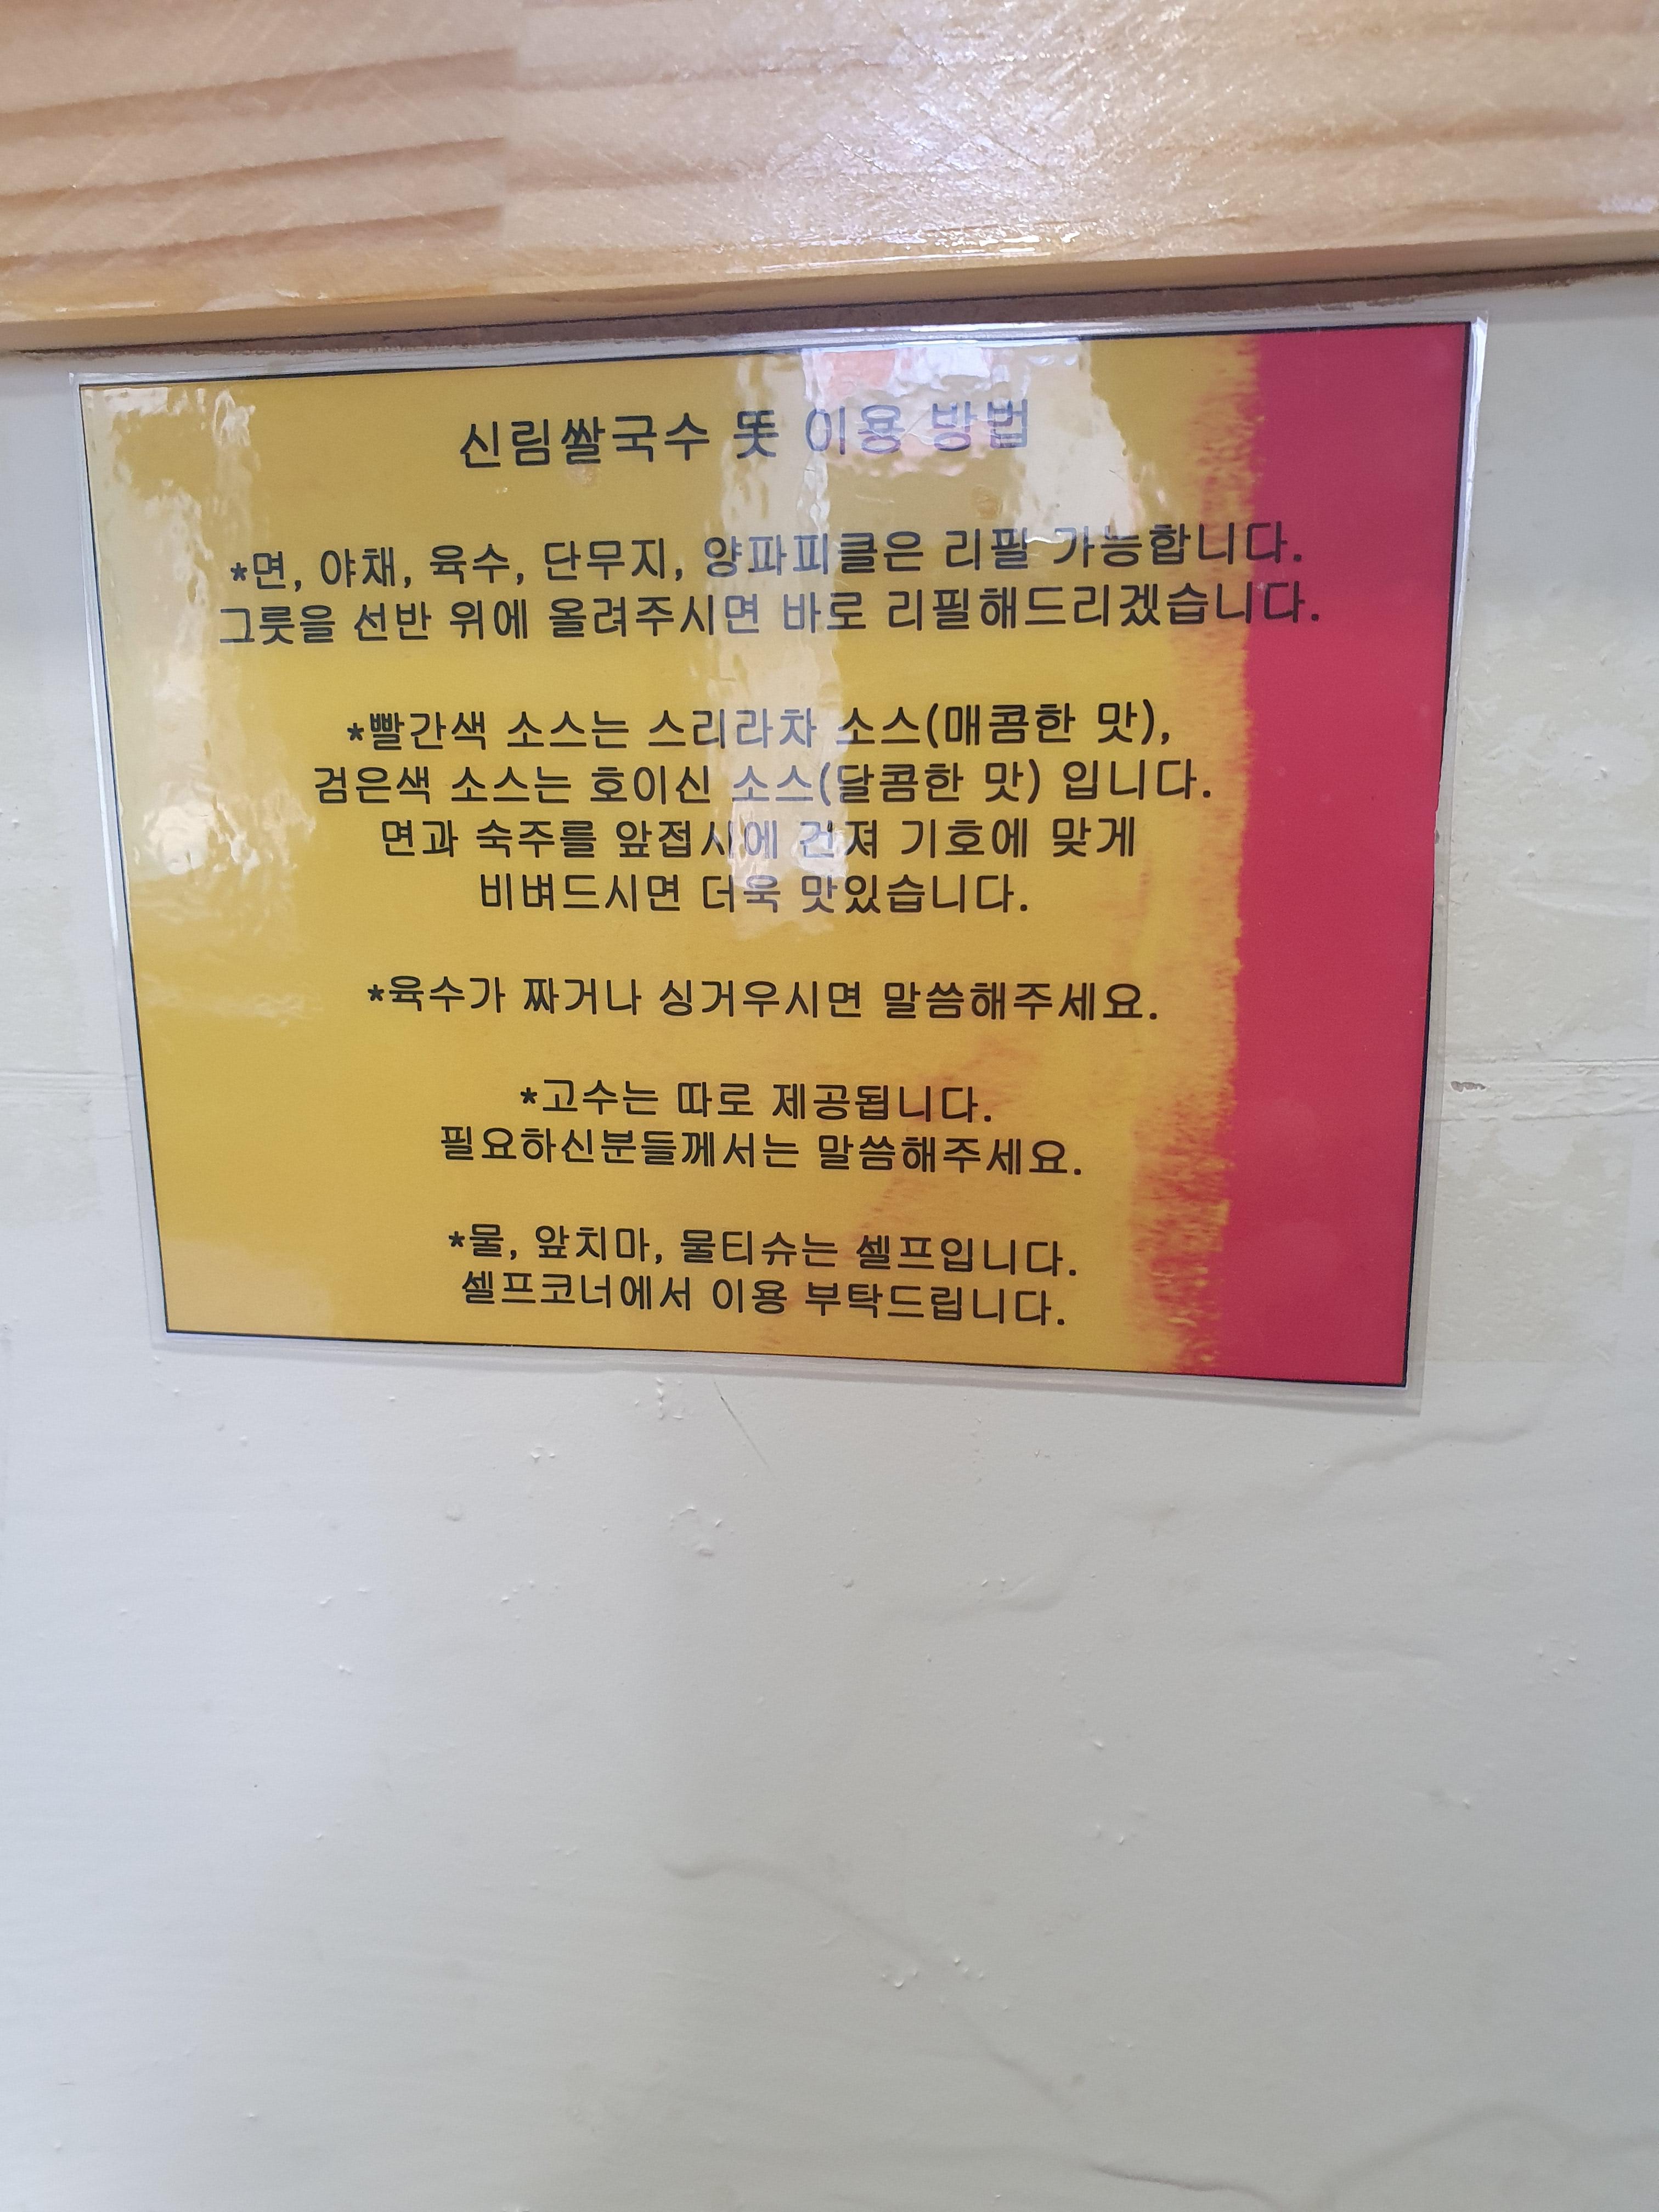 신림쌀국수 뚓 이용 방법
*면, 야채, 육수, 단무지, 양파피클은 리필 가능합니다.
그릇을 선반 위에 올려주시면 바로 리필해드리겠습니다.
*빨간색 소스는 스리라차 소스(매콤한 맛),
검은색 소스는 호이신 소스(달콤한 맛) 입니다.
면과 숙주를 앞접시에 건져 기호에 맞게
비벼드시면 더욱 맛있습니다.
*육수가 짜거나 싱거우시면 말씀해주세요.
*고수는 따로 제공됩니다.
필요하신분들께서는 말씀해주세요.
*물, 앞치마, 물티슈는 셀프입니다.
셀프코너에서 이용 부탁드립니다.